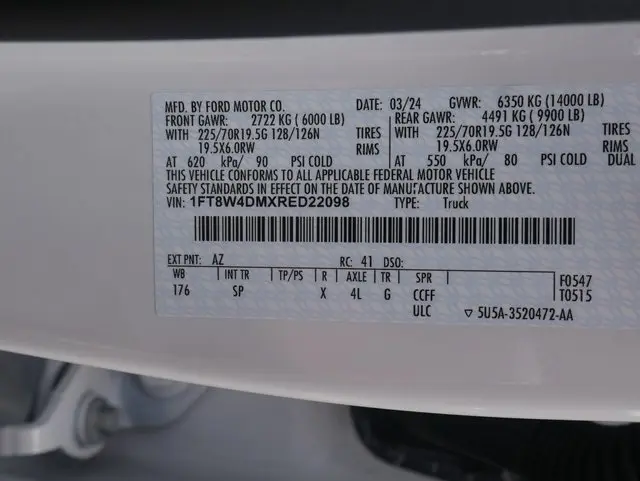 MFD. BY FORD MOTOR CO.
DATE: 03/24 GVWR: 6350 KG (14000 LB)
FRONT GAWR: 2722 KG ( 6000 LB)
REAR GAWR: 4491 KG ( 9900 LB)
WITH 225/70R19.5G 128/126N TIRES
WITH 225/70R19.5G 128/126N TIRES
19.5X6.0RW RIMS
19.5X6.0RW RIMS
AT 620 kPa/ 90 PSI COLD
AT 550 kPa/ 80 PSI COLD DUAL
THIS VEHICLE CONFORMS TO ALL APPLICABLE FEDERAL MOTOR VEHICLE
SAFETY STANDARDS IN EFFECT ON THE DATE OF MANUFACTURE SHOWN ABOVE.
VIN: 1FT8W4DMXRED22098 TYPE: Truck
EXT PNT: AZ RC: 41 DSO:
WB INT TR TP/PS R AXLE TR SPR F0547
176 SP X 4L G CCFF T0515
ULC ▽ 5U5A-3520472-AA